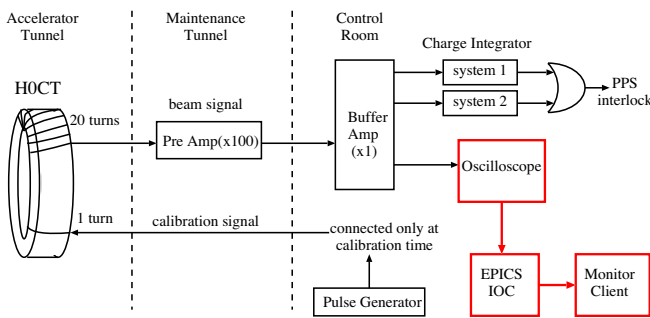 Accelerator
Tunnel
Maintenance
Tunnel
Control
Room
H0CT
20 turns
1 turn
beam signal
Pre Amp(x100)
calibration signal
Buffer
Amp
(x1)
Charge Integrator
system 1
system 2
PPS
interlock
Oscilloscope
connected only at
calibration time
Pulse Generator
EPICS
IOC
Monitor
Client